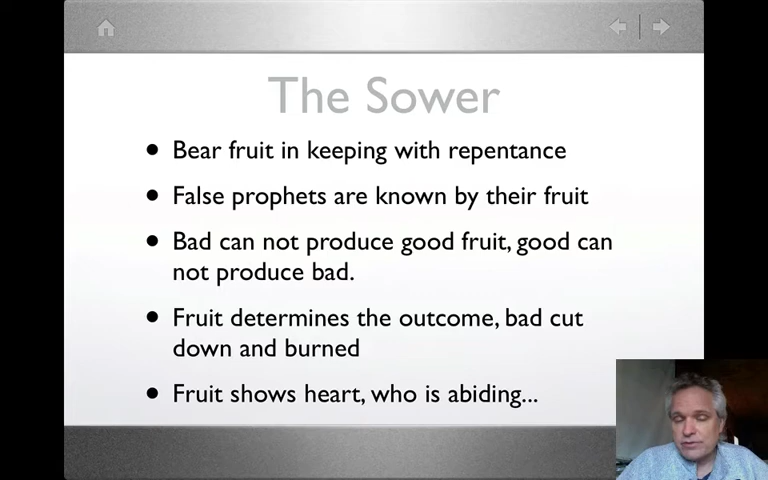 The Sower
• Bear fruit in keeping with repentance
• False prophets are known by their fruit
• Bad can not produce good fruit, good can
not produce bad.
• Fruit determines the outcome, bad cut
down and burned
• Fruit shows heart, who is abiding...